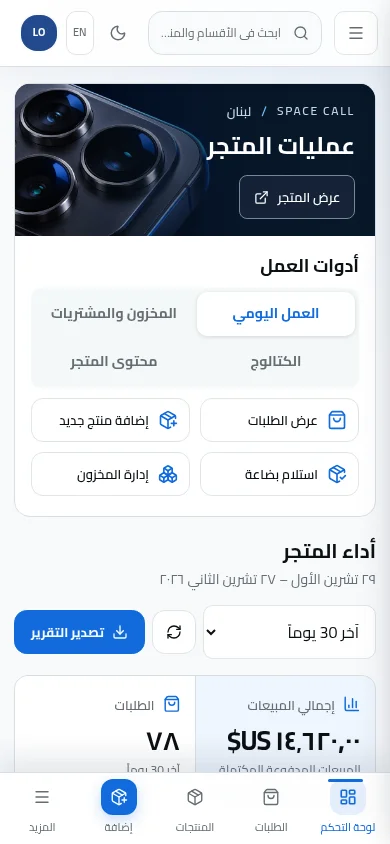 ابحث في الأقسام والمنـ...
EN
LO
SPACE CALL / لبنان
عمليات المتجر
عرض المتجر
أدوات العمل
العمل اليومي
المخزون والمشتريات
الكتالوج
محتوى المتجر
عرض الطلبات
إضافة منتج جديد
استلام بضاعة
إدارة المخزون
أداء المتجر
٢٩ تشرين الأول – ٢٧ تشرين الثاني ٢٠٢٦
آخر 30 يوماً
تصدير التقرير
إجمالي المبيعات
الطلبات
١٤,٦٢٠,٠٠ US$
٧٨
المبيعات المدفوعة المكتملة
آخر 30 يوماً
لوحة التحكم
الطلبات
المنتجات
إضافة
المزيد